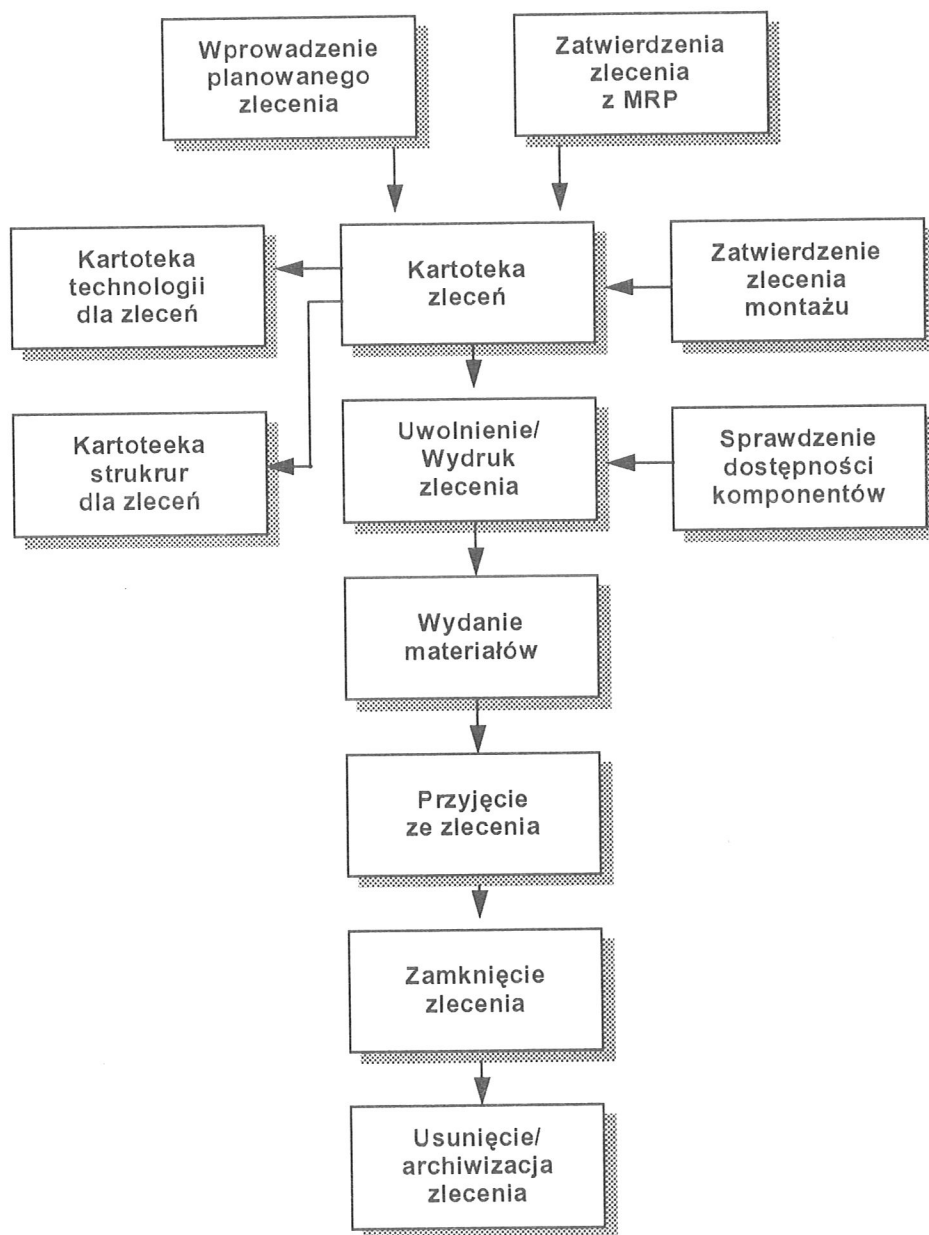 Wprowadzenie
planowanego
zlecenia
Zatwierdzenia
zlecenia
z MRP
Kartoteka
technologii
dla zleceń
Kartoteka
zleceń
Zatwierdzenie
zlecenia
montażu
Kartoteeka
strukrur
dla zleceń
Uwolnienie/
Wydruk
zlecenia
Sprawdzenie
dostępności
komponentów
Wydanie
materiałów
Przyjęcie
ze zlecenia
Zamknięcie
zlecenia
Usunięcie/
archiwizacja
zlecenia